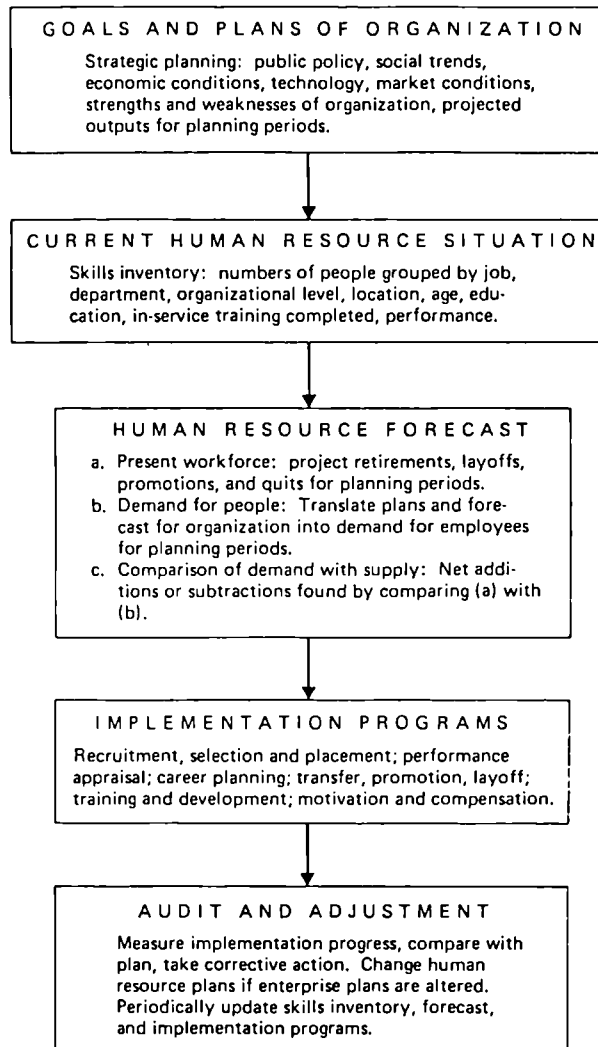 GOALS AND PLANS OF ORGANIZATION
Strategic planning: public policy, social trends,
economic conditions, technology, market conditions,
strengths and weaknesses of organization, projected
outputs for planning periods.
CURRENT HUMAN RESOURCE SITUATION
Skills inventory: numbers of people grouped by job,
department, organizational level, location, age, edu-
cation, in-service training completed, performance.
HUMAN RESOURCE FORECAST
a. Present workforce: project retirements, layoffs,
promotions, and quits for planning periods.
b. Demand for people: Translate plans and fore-
cast for organization into demand for employees
for planning periods.
c. Comparison of demand with supply: Net addi-
tions or subtractions found by comparing (a) with
(b).
IMPLEMENTATION PROGRAMS
Recruitment, selection and placement; performance
appraisal; career planning; transfer, promotion, layoff;
training and development; motivation and compensation.
AUDIT AND ADJUSTMENT
Measure implementation progress, compare with
plan, take corrective action. Change human
resource plans if enterprise plans are altered.
Periodically update skills inventory, forecast,
and implementation programs.